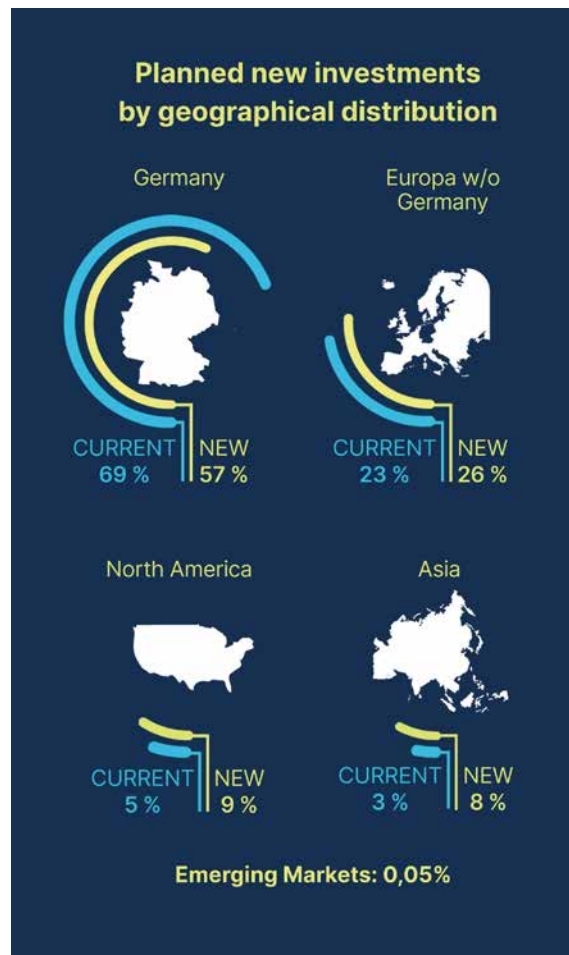 Planned new investments
by geographical distribution
Germany
Europa w/o
Germany
CURRENT NEW
69 % 57 %
CURRENT NEW
23 % 26 %
North America
Asia
CURRENT NEW
5 % 9 %
CURRENT NEW
3 % 8 %
Emerging Markets: 0,05%